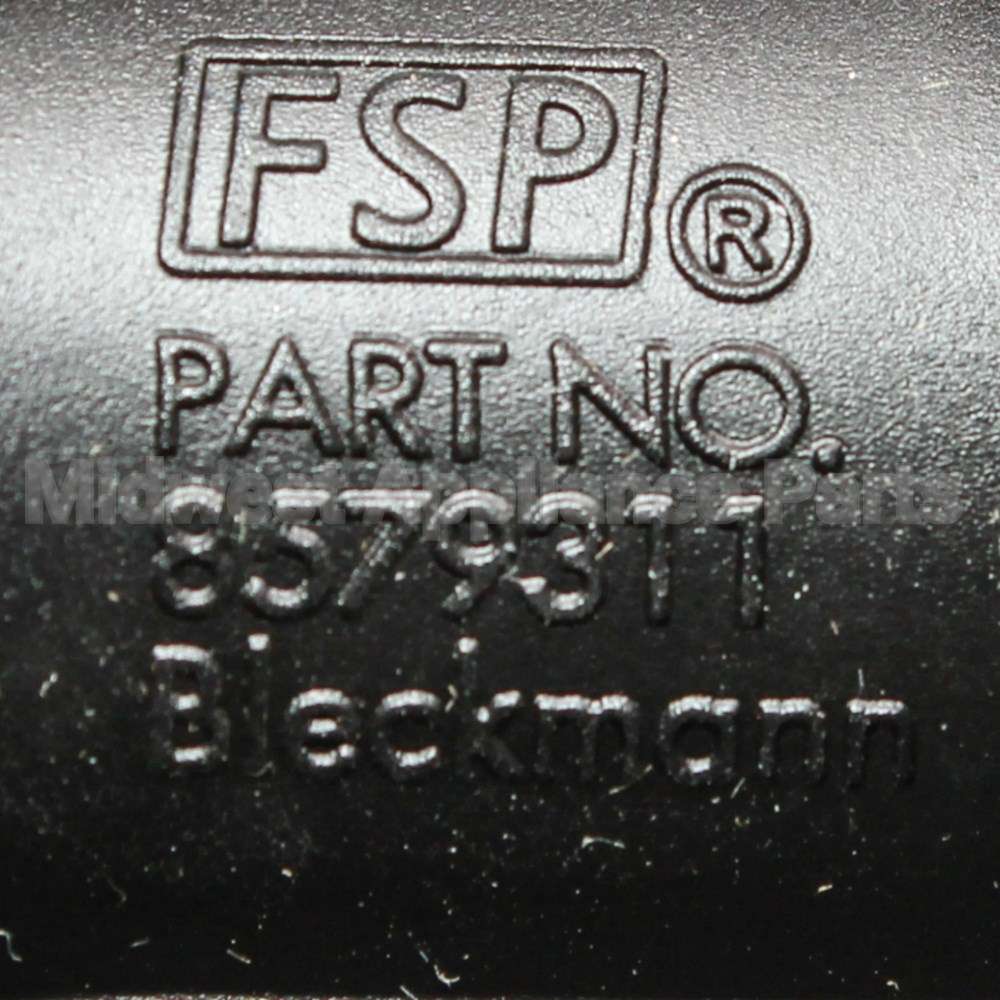 FSP®
PART NO.
Midwest Appliance Parts
8579311
Bleckmann